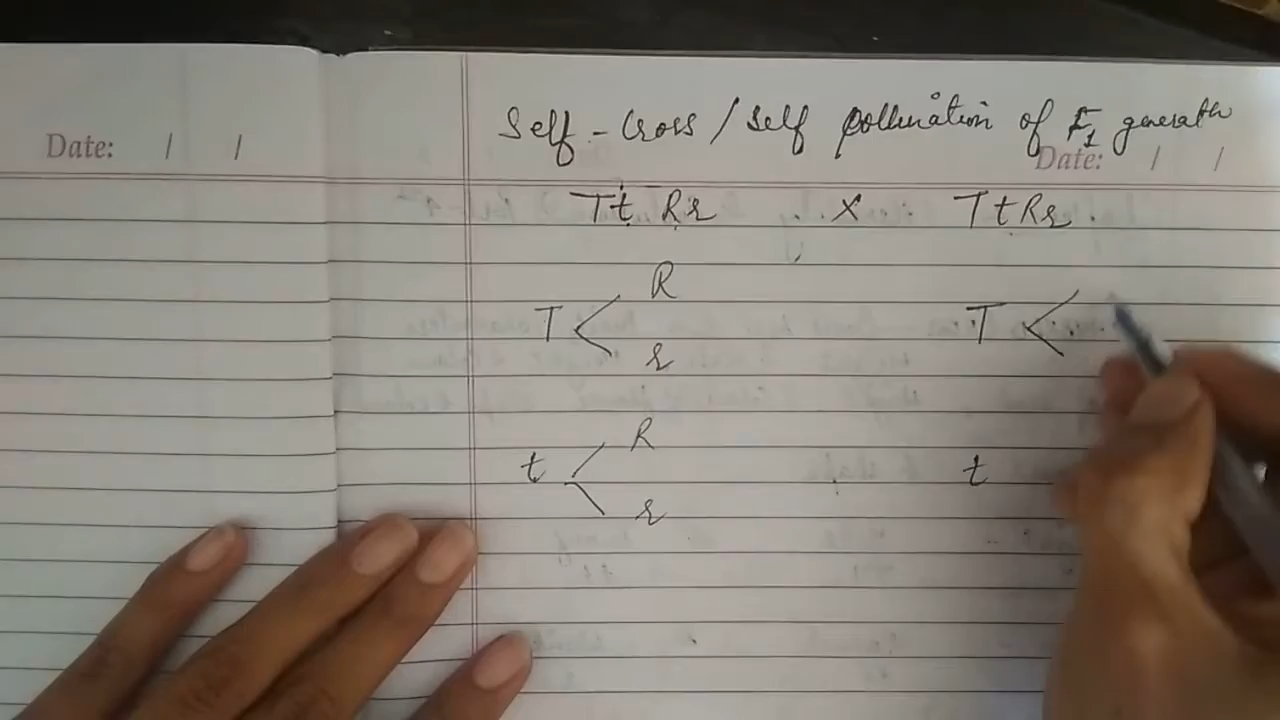 Date: / /
Self-Cross / Self pollination of F1 generatn
Date: / /
Tt Rr X TtRr
R
T T
r
R
t t
r